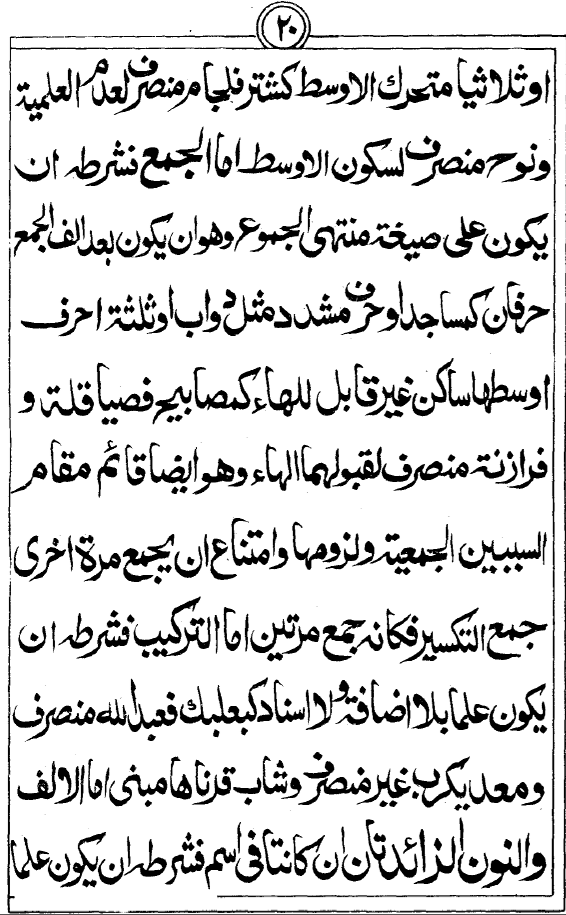 ٢٠
او ثلاثيا متحرك الاوسط كشتر فلجام منصرف لعدم العلمية
ونوح منصرف لسكون الاوسط اما الجمع فشرطه ان
يكون على صيغة منتهى الجموع وهو ان يكون بعد الف الجمع
حرفان كمساجد او حرف مشدد مثل دواب او ثلثة احرف
اوسطها ساكن غير قابل للهاء كمصابيح فصياقلة و
فرازنة منصرف لقبولهما الهاء وهو ايضا قائم مقام
السببين الجمعية ولزومها وامتناع ان يجمع مرة اخرى
جمع التكسير فكانه جمع مرتين اما التركيب فشرطه ان
يكون علما بلا اضافة ولا اسناد كبعلبك فعبد الله منصرف
ومعديكرب غير منصرف وشاب قرناها مبنى اما الالف
والنون الزائدتان ان كانتا فى اسم فشرطه ان يكون علما